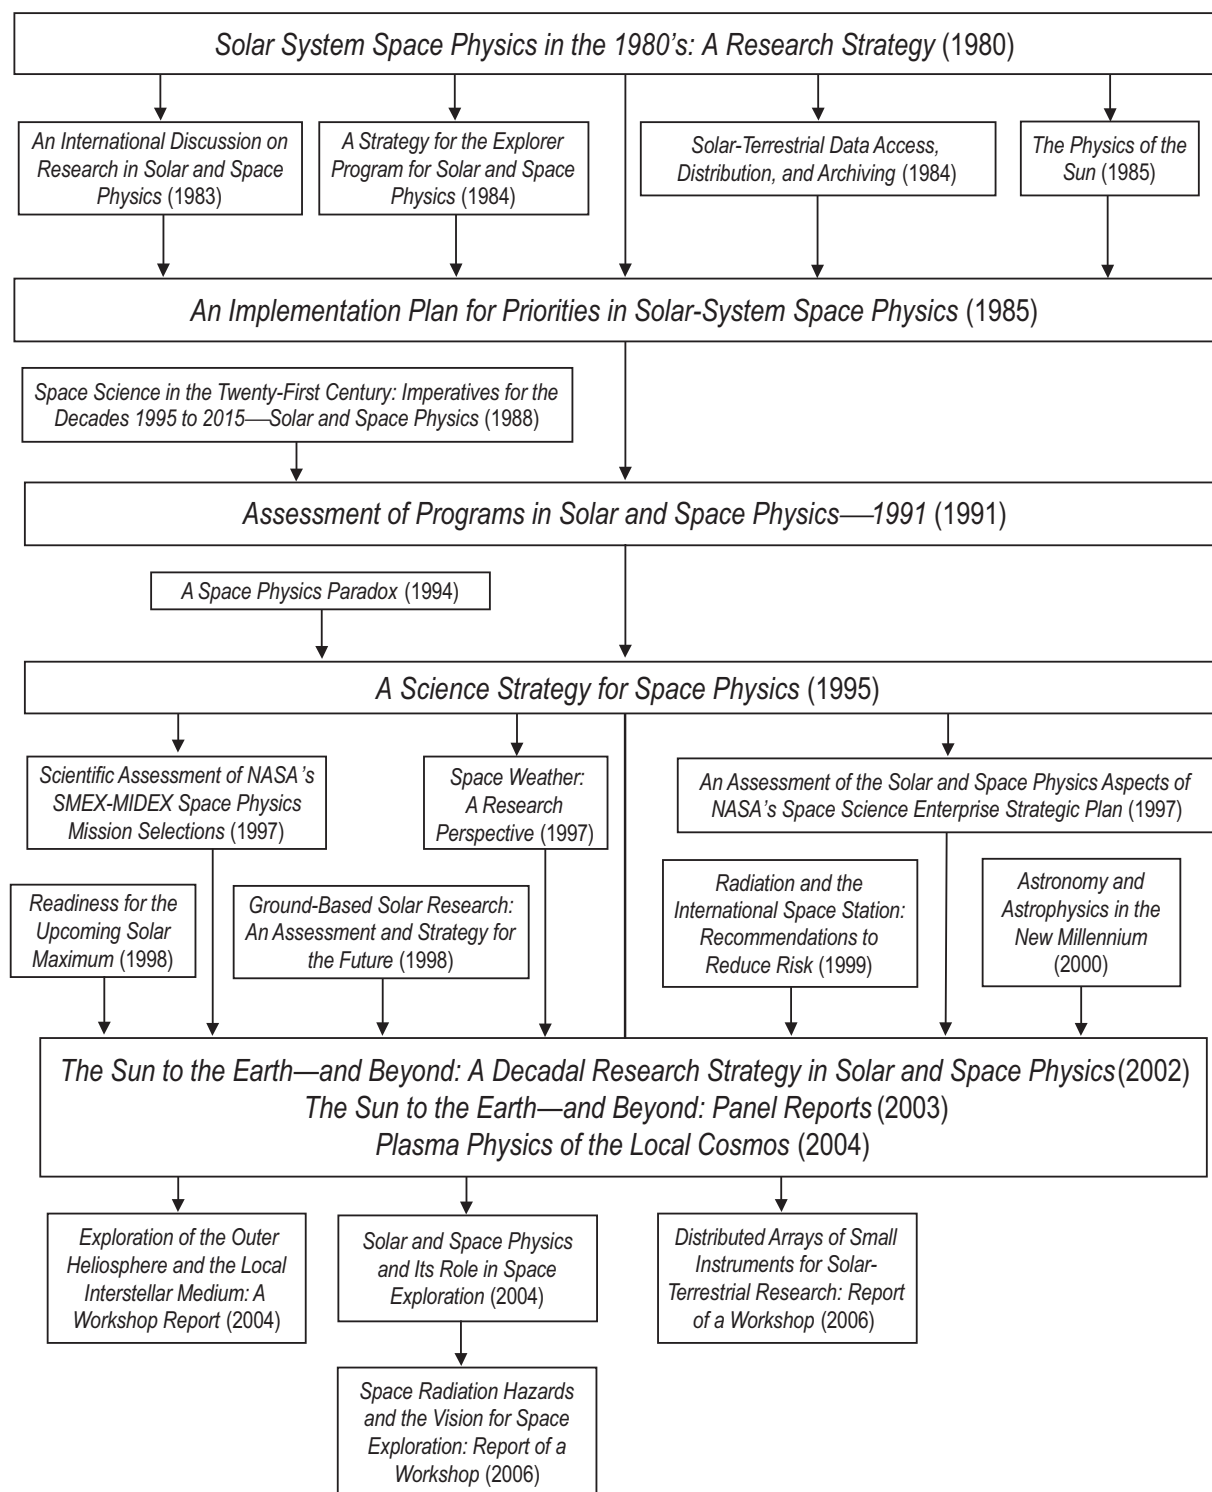 Solar System Space Physics in the 1980's: A Research Strategy (1980)
An International Discussion on
Research in Solar and Space
Physics (1983)
A Strategy for the Explorer
Program for Solar and Space
Physics (1984)
Solar-Terrestrial Data Access,
Distribution, and Archiving (1984)
The Physics of the
Sun (1985)
An Implementation Plan for Priorities in Solar-System Space Physics (1985)
Space Science in the Twenty-First Century: Imperatives for the
Decades 1995 to 2015—Solar and Space Physics (1988)
Assessment of Programs in Solar and Space Physics—1991 (1991)
A Space Physics Paradox (1994)
A Science Strategy for Space Physics (1995)
Scientific Assessment of NASA's
SMEX-MIDEX Space Physics
Mission Selections (1997)
Space Weather:
A Research
Perspective (1997)
An Assessment of the Solar and Space Physics Aspects of
NASA's Space Science Enterprise Strategic Plan (1997)
Readiness for the
Upcoming Solar
Maximum (1998)
Ground-Based Solar Research:
An Assessment and Strategy for
the Future (1998)
Radiation and the
International Space Station:
Recommendations to
Reduce Risk (1999)
Astronomy and
Astrophysics in the
New Millennium
(2000)
The Sun to the Earth—and Beyond: A Decadal Research Strategy in Solar and Space Physics (2002)
The Sun to the Earth—and Beyond: Panel Reports (2003)
Plasma Physics of the Local Cosmos (2004)
Exploration of the Outer
Heliosphere and the Local
Interstellar Medium: A
Workshop Report (2004)
Solar and Space Physics
and Its Role in Space
Exploration (2004)
Distributed Arrays of Small
Instruments for Solar-
Terrestrial Research: Report
of a Workshop (2006)
Space Radiation Hazards
and the Vision for Space
Exploration: Report of a
Workshop (2006)